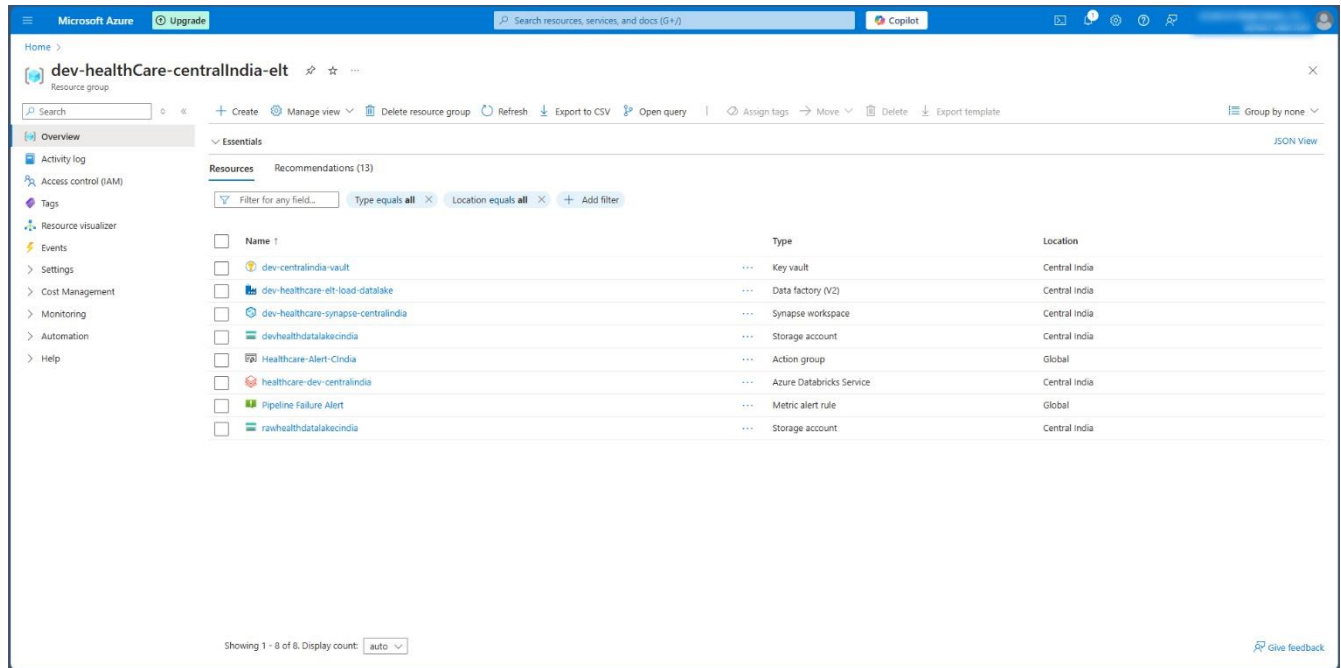 Microsoft Azure Upgrade Search resources, services, and docs (G+/) Copilot 1
Home >
dev-healthCare-centralIndia-elt
Resource group
Search
Overview
Activity log
Access control (IAM)
Tags
Resource visualizer
Events
Settings
Cost Management
Monitoring
Automation
Help
+ Create Manage view Delete resource group Refresh Export to CSV Open query Assign tags Move Delete Export template Group by none
Essentials JSON View
Resources Recommendations (13)
Filter for any field... Type equals all Location equals all + Add filter
Name ↑ Type Location
dev-centralindia-vault ... Key vault Central India
dev-healthcare-elt-load-datalake ... Data factory (V2) Central India
dev-healthcare-synapse-centralindia ... Synapse workspace Central India
devhealthdatalakecindia ... Storage account Central India
Healthcare-Alert-CIndia ... Action group Global
healthcare-dev-centralindia ... Azure Databricks Service Central India
Pipeline Failure Alert ... Metric alert rule Global
rawhealthdatalakecindia ... Storage account Central India
Showing 1 - 8 of 8. Display count: auto Give feedback